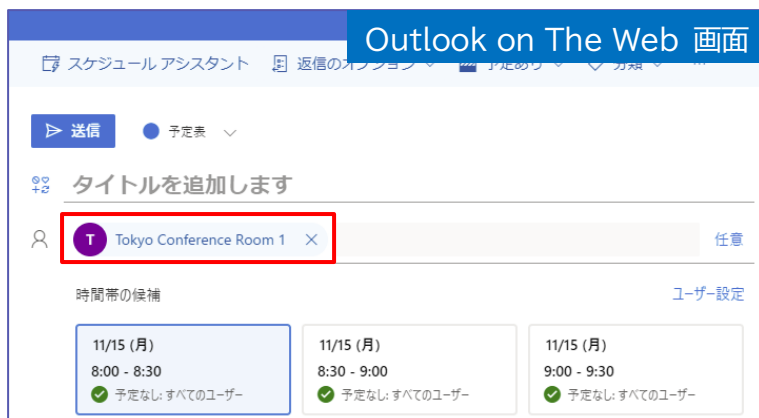 Outlook on The Web 画面
スケジュール アシスタント 返信のオプション 予定あり 分類
送信 予定表
タイトルを追加します
T Tokyo Conference Room 1 任意
時間帯の候補 ユーザー設定
11/15 (月) 11/15 (月) 11/15 (月)
8:00 - 8:30 8:30 - 9:00 9:00 - 9:30
予定なし: すべてのユーザー 予定なし: すべてのユーザー 予定なし: すべてのユーザー